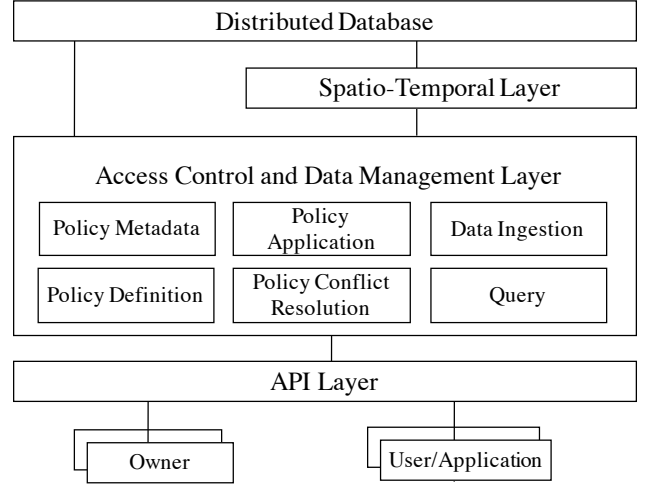 Distributed Database
Spatio-Temporal Layer
Access Control and Data Management Layer
Policy Metadata
Policy
Application
Data Ingestion
Policy Definition
Policy Conflict
Resolution
Query
API Layer
Owner
User/Application